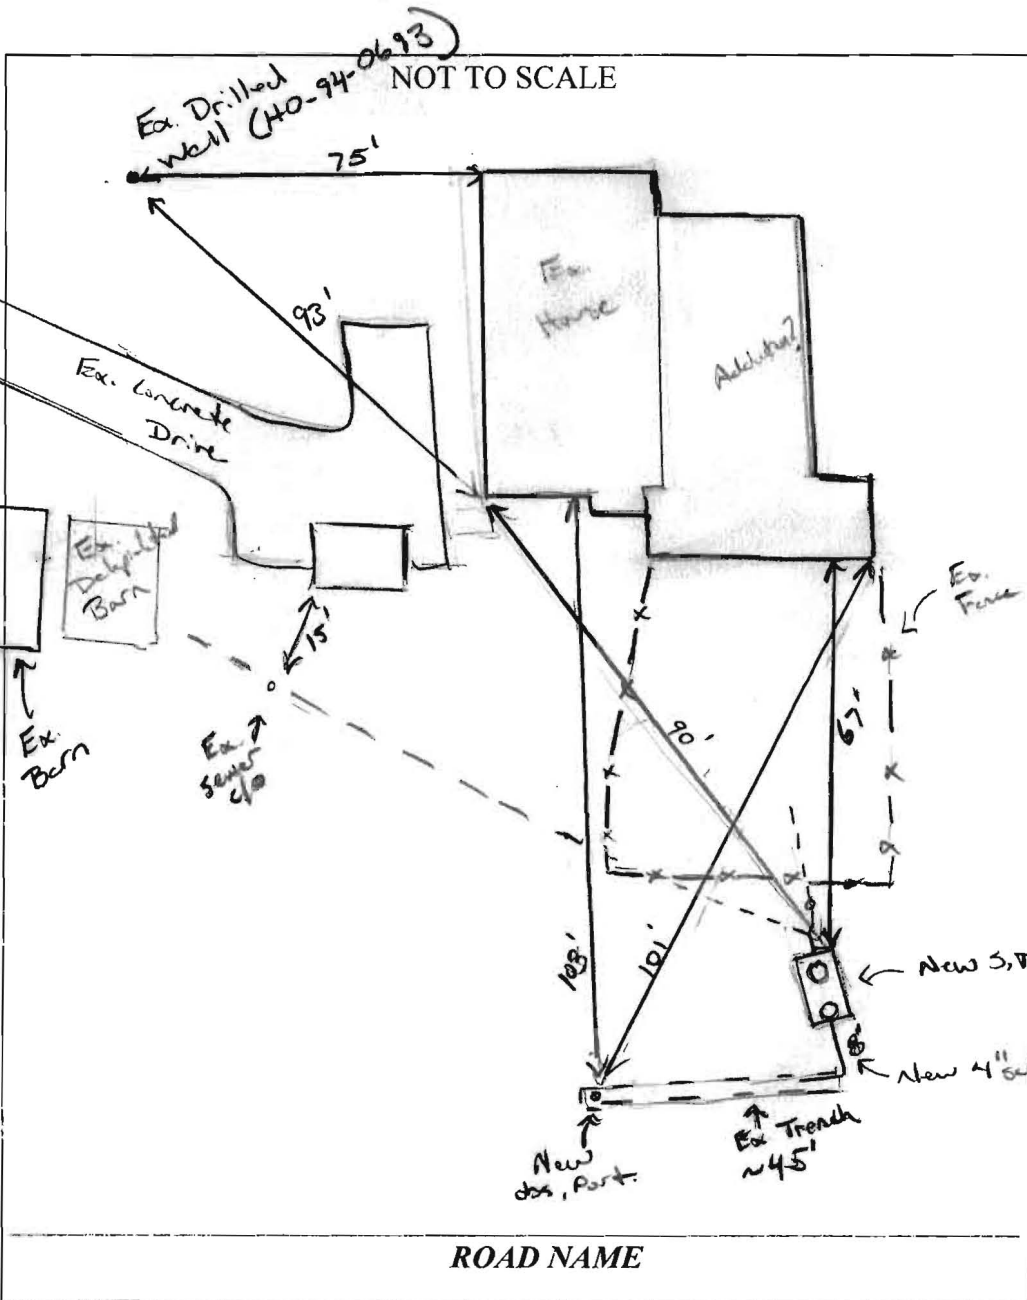 NOT TO SCALE
Ex. Drilled
Well (HO-94-0693)
75'
93'
Ex.
House
Addition?
Ex. Concrete
Drive
Ex.
Delapitated
Barn
Ex.
Barn
15'
Ex.
Sewer
c/o
Ex.
Fence
90'
67'
103'
101'
New S,T
8'
New 4"
New
obs, Port.
Ex Trench
~45'
ROAD NAME